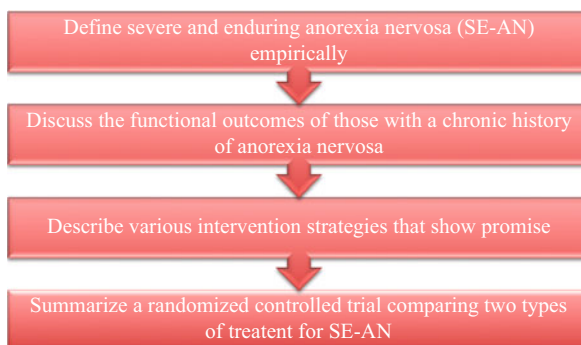 Define severe and enduring anorexia nervosa (SE-AN)
empirically
Discuss the functional outcomes of those with a chronic history
of anorexia nervosa
Describe various intervention strategies that show promise
Summarize a randomized controlled trial comparing two types
of treatent for SE-AN